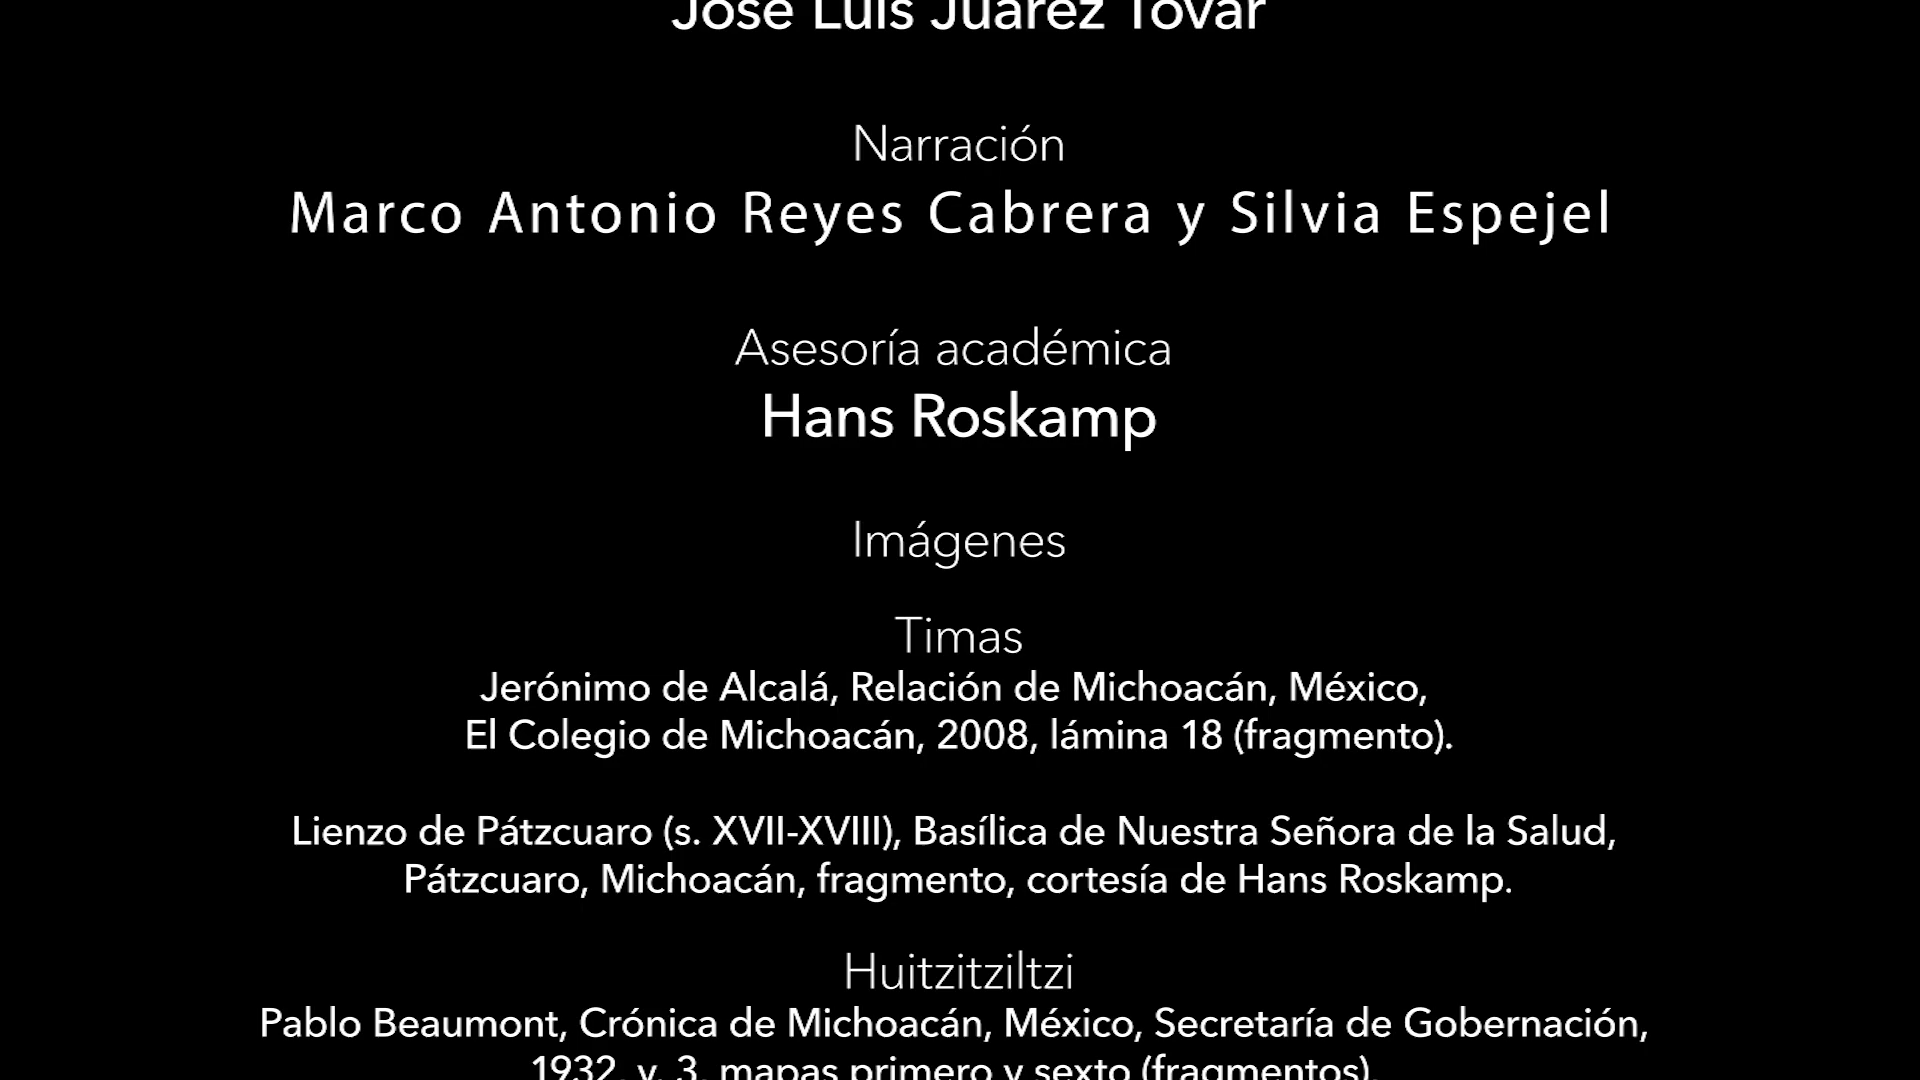 José Luis Juárez Tovar
Narración
Marco Antonio Reyes Cabrera y Silvia Espejel
Asesoría académica
Hans Roskamp
Imágenes
Timas
Jerónimo de Alcalá, Relación de Michoacán, México,
El Colegio de Michoacán, 2008, lámina 18 (fragmento).
Lienzo de Pátzcuaro (s. XVII-XVIII), Basílica de Nuestra Señora de la Salud,
Pátzcuaro, Michoacán, fragmento, cortesía de Hans Roskamp.
Huitzitziltzi
Pablo Beaumont, Crónica de Michoacán, México, Secretaría de Gobernación,
1932, v. 3, mapas primero y sexto (fragmentos).